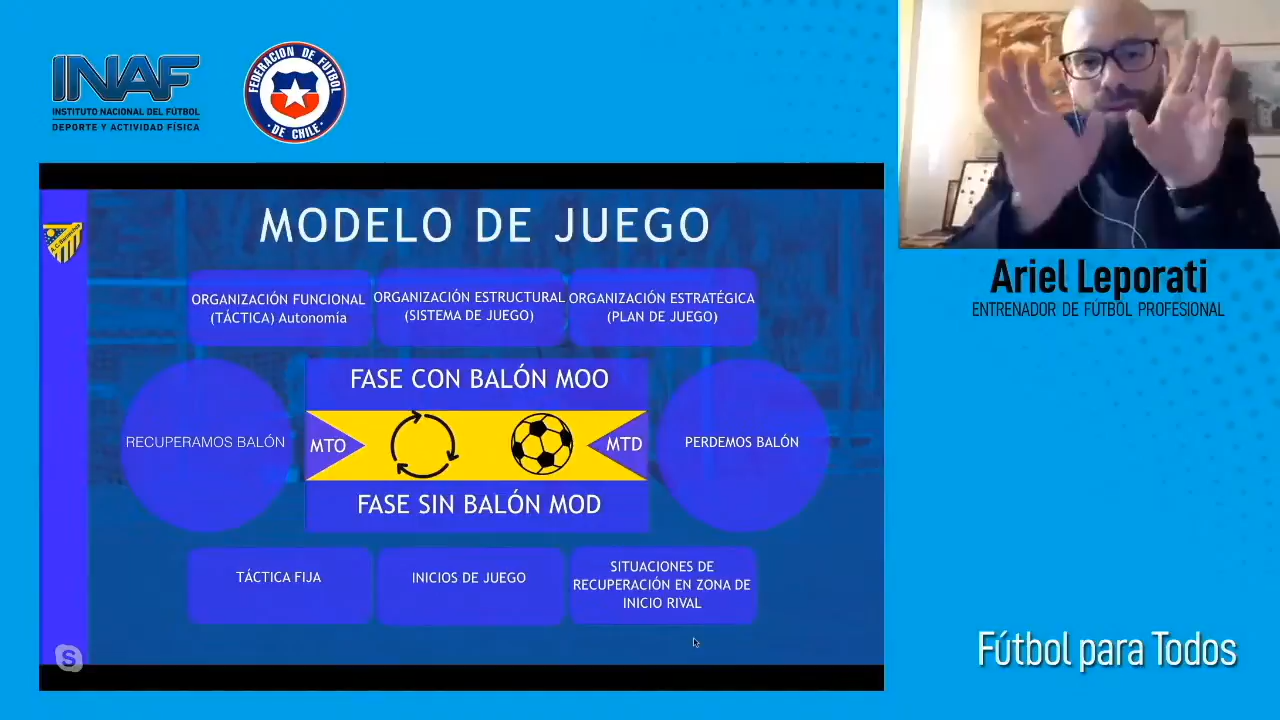 INAF
INSTITUTO NACIONAL DEL FÚTBOL
DEPORTE Y ACTIVIDAD FÍSICA
FEDERACION DE FUTBOL
· DE CHILE ·
MODELO DE JUEGO
ORGANIZACIÓN FUNCIONAL
(TÁCTICA) Autonomía
ORGANIZACIÓN ESTRUCTURAL
(SISTEMA DE JUEGO)
ORGANIZACIÓN ESTRATÉGICA
(PLAN DE JUEGO)
FASE CON BALÓN MOO
RECUPERAMOS BALÓN
MTO
MTD
PERDEMOS BALÓN
FASE SIN BALÓN MOD
TÁCTICA FIJA
INICIOS DE JUEGO
SITUACIONES DE
RECUPERACIÓN EN ZONA DE
INICIO RIVAL
S
Ariel Leporati
ENTRENADOR DE FÚTBOL PROFESIONAL
Fútbol para Todos